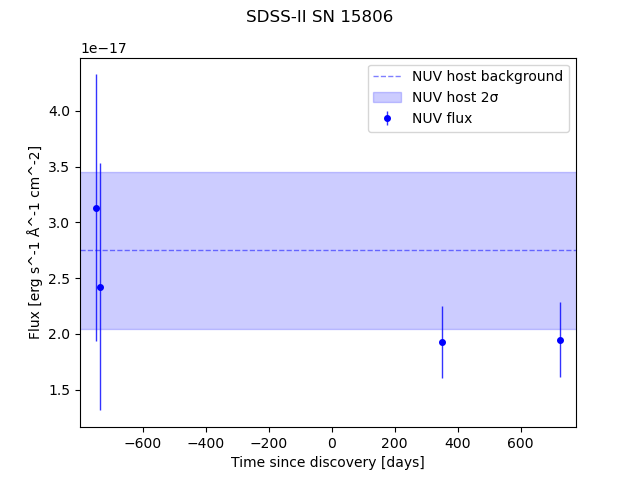 SDSS-II SN 15806
1e−17
NUV host background
NUV host 2σ
NUV flux
4.0
3.5
3.0
2.5
2.0
1.5
Flux [erg s^-1 Å^-1 cm^-2]
−600 −400 −200 0 200 400 600
Time since discovery [days]